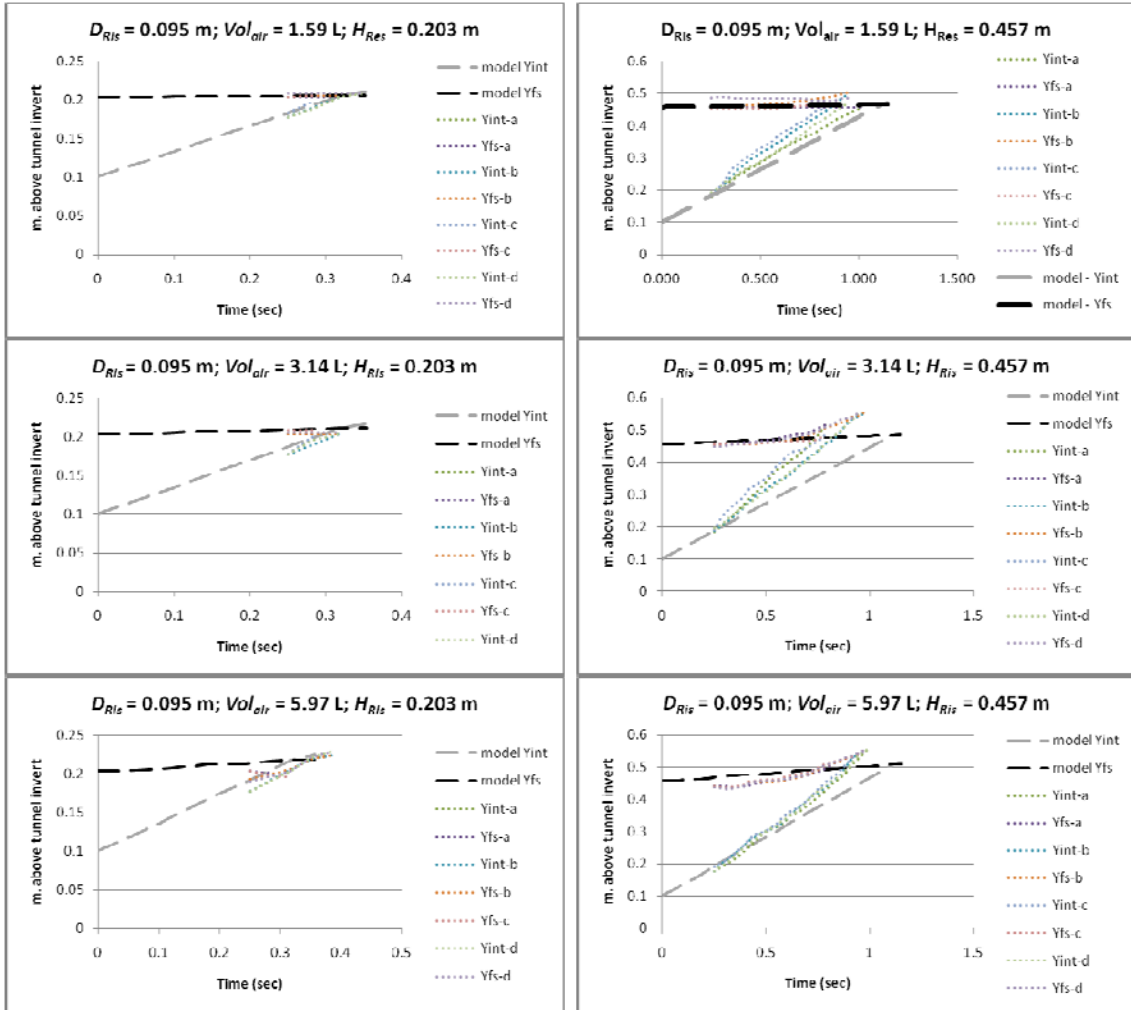 D_Ris = 0.095 m; Vol_air = 1.59 L; H_Res = 0.203 m
m. above tunnel invert
0.25
0.2
0.15
0.1
0.05
0
0 0.1 0.2 0.3 0.4
Time (sec)
model Yint
model Yfs
Yint-a
Yfs-a
Yint-b
Yfs-b
Yint-c
Yfs-c
Yint-d
Yfs-d
D_Ris = 0.095 m; Vol_air = 1.59 L; H_Res = 0.457 m
m. above tunnel invert
0.6
0.5
0.4
0.3
0.2
0.1
0
0.000 0.500 1.000 1.500
Time (sec)
Yint-a
Yfs-a
Yint-b
Yfs-b
Yint-c
Yfs-c
Yint-d
Yfs-d
model - Yint
model - Yfs
D_Ris = 0.095 m; Vol_air = 3.14 L; H_Ris = 0.203 m
m. above tunnel invert
0.25
0.2
0.15
0.1
0.05
0
0 0.1 0.2 0.3 0.4
Time (sec)
model Yint
model Yfs
Yint-a
Yfs-a
Yint-b
Yfs-b
Yint-c
Yfs-c
Yint-d
D_Ris = 0.095 m; Vol_air = 3.14 L; H_Ris = 0.457 m
m. above tunnel invert
0.6
0.5
0.4
0.3
0.2
0.1
0
0 0.5 1 1.5
Time (sec)
model Yint
model Yfs
Yint-a
Yfs-a
Yint-b
Yfs-b
Yint-c
Yfs-c
Yint-d
Yfs-d
D_Ris = 0.095 m; Vol_air = 5.97 L; H_Ris = 0.203 m
m. above tunnel invert
0.25
0.2
0.15
0.1
0.05
0
0 0.1 0.2 0.3 0.4 0.5
Time (sec)
model Yint
model Yfs
Yint-a
Yfs-a
Yint-b
Yfs-b
Yfs-c
Yint-d
Yfs-d
D_Ris = 0.095 m; Vol_air = 5.97 L; H_Ris = 0.457 m
m. above tunnel invert
0.6
0.5
0.4
0.3
0.2
0.1
0
0 0.5 1 1.5
Time (sec)
model Yint
model Yfs
Yint-a
Yfs-a
Yint-b
Yfs-b
Yint-c
Yfs-c
Yint-d
Yfs-d